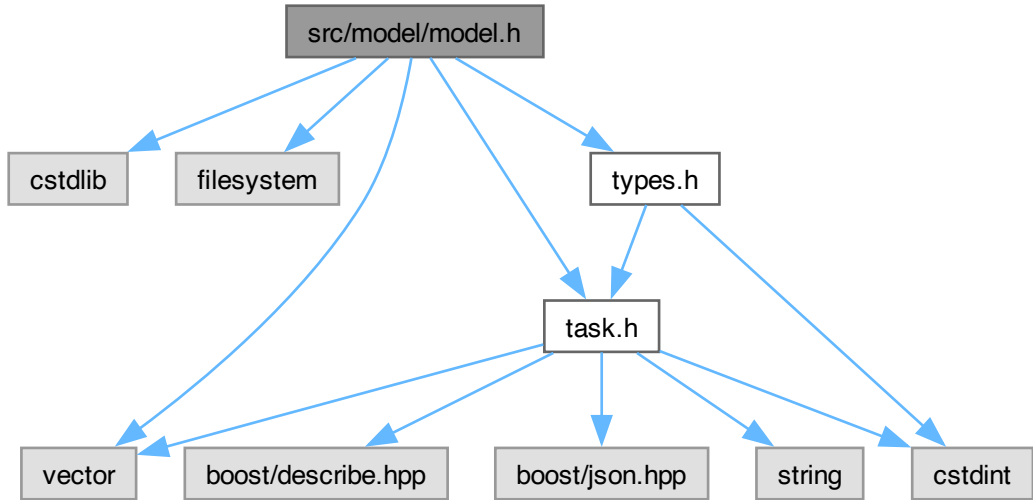 src/model/model.h
cstdlib
filesystem
types.h
task.h
vector
boost/describe.hpp
boost/json.hpp
string
cstdint